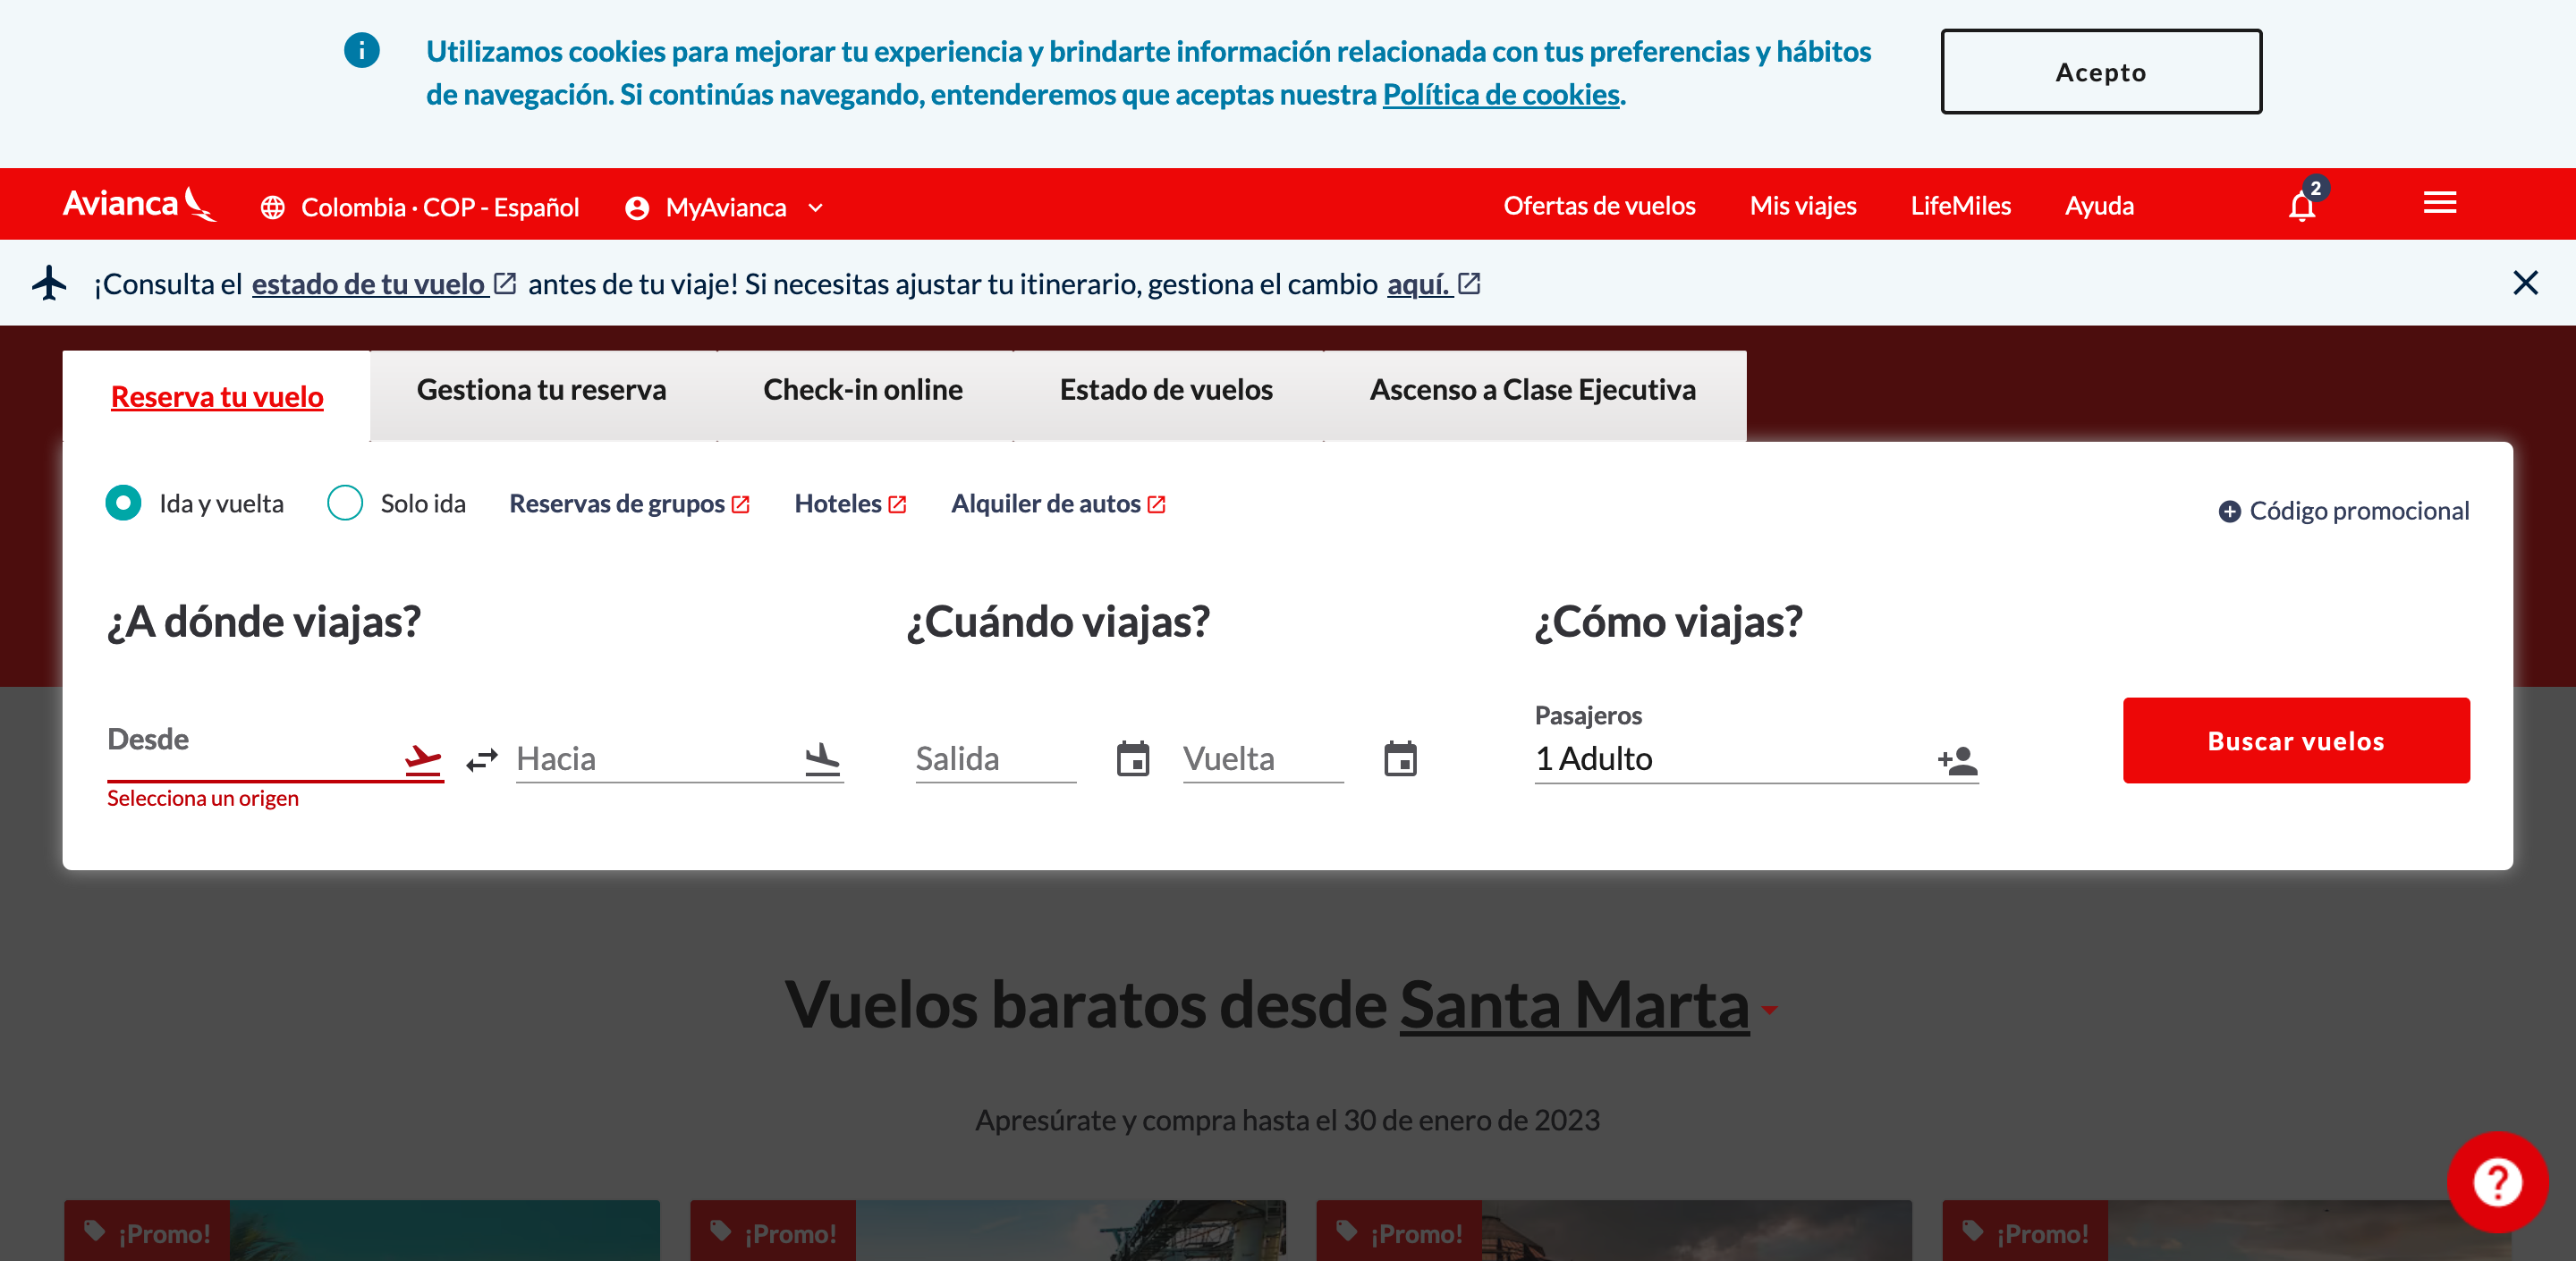 Utilizamos cookies para mejorar tu experiencia y brindarte información relacionada con tus preferencias y hábitos
de navegación. Si continúas navegando, entenderemos que aceptas nuestra Política de cookies.
Acepto
Avianca
Colombia · COP - Español
MyAvianca
Ofertas de vuelos
Mis viajes
LifeMiles
Ayuda
2
¡Consulta el estado de tu vuelo antes de tu viaje! Si necesitas ajustar tu itinerario, gestiona el cambio aquí.
Reserva tu vuelo
Gestiona tu reserva
Check-in online
Estado de vuelos
Ascenso a Clase Ejecutiva
Ida y vuelta
Solo ida
Reservas de grupos
Hoteles
Alquiler de autos
Código promocional
¿A dónde viajas?
¿Cuándo viajas?
¿Cómo viajas?
Desde
Selecciona un origen
Hacia
Salida
Vuelta
Pasajeros
1 Adulto
Buscar vuelos
Vuelos baratos desde Santa Marta
Apresúrate y compra hasta el 30 de enero de 2023
¡Promo!
¡Promo!
¡Promo!
¡Promo!